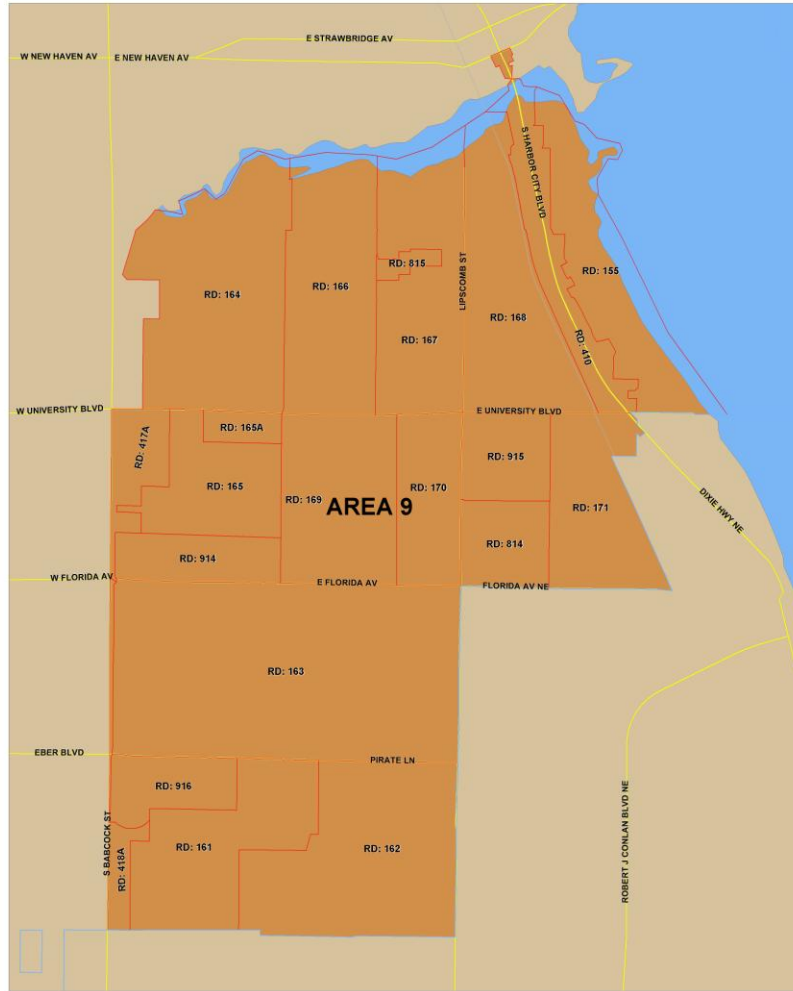 E STRAWBRIDGE AV
W NEW HAVEN AV
E NEW HAVEN AV
S HARBOR CITY BLVD
LIPSCOMB ST
RD: 815
RD: 155
RD: 166
RD: 164
RD: 168
RD: 167
RD: 410
W UNIVERSITY BLVD
E UNIVERSITY BLVD
RD: 417A
RD: 165A
RD: 915
RD: 165
RD: 169
RD: 170
AREA 9
RD: 171
DIXIE HWY NE
RD: 814
RD: 914
W FLORIDA AV
E FLORIDA AV
FLORIDA AV NE
RD: 163
EBER BLVD
PIRATE LN
RD: 916
S BABCOCK ST
RD: 418A
RD: 161
RD: 162
ROBERT J CONLAN BLVD NE